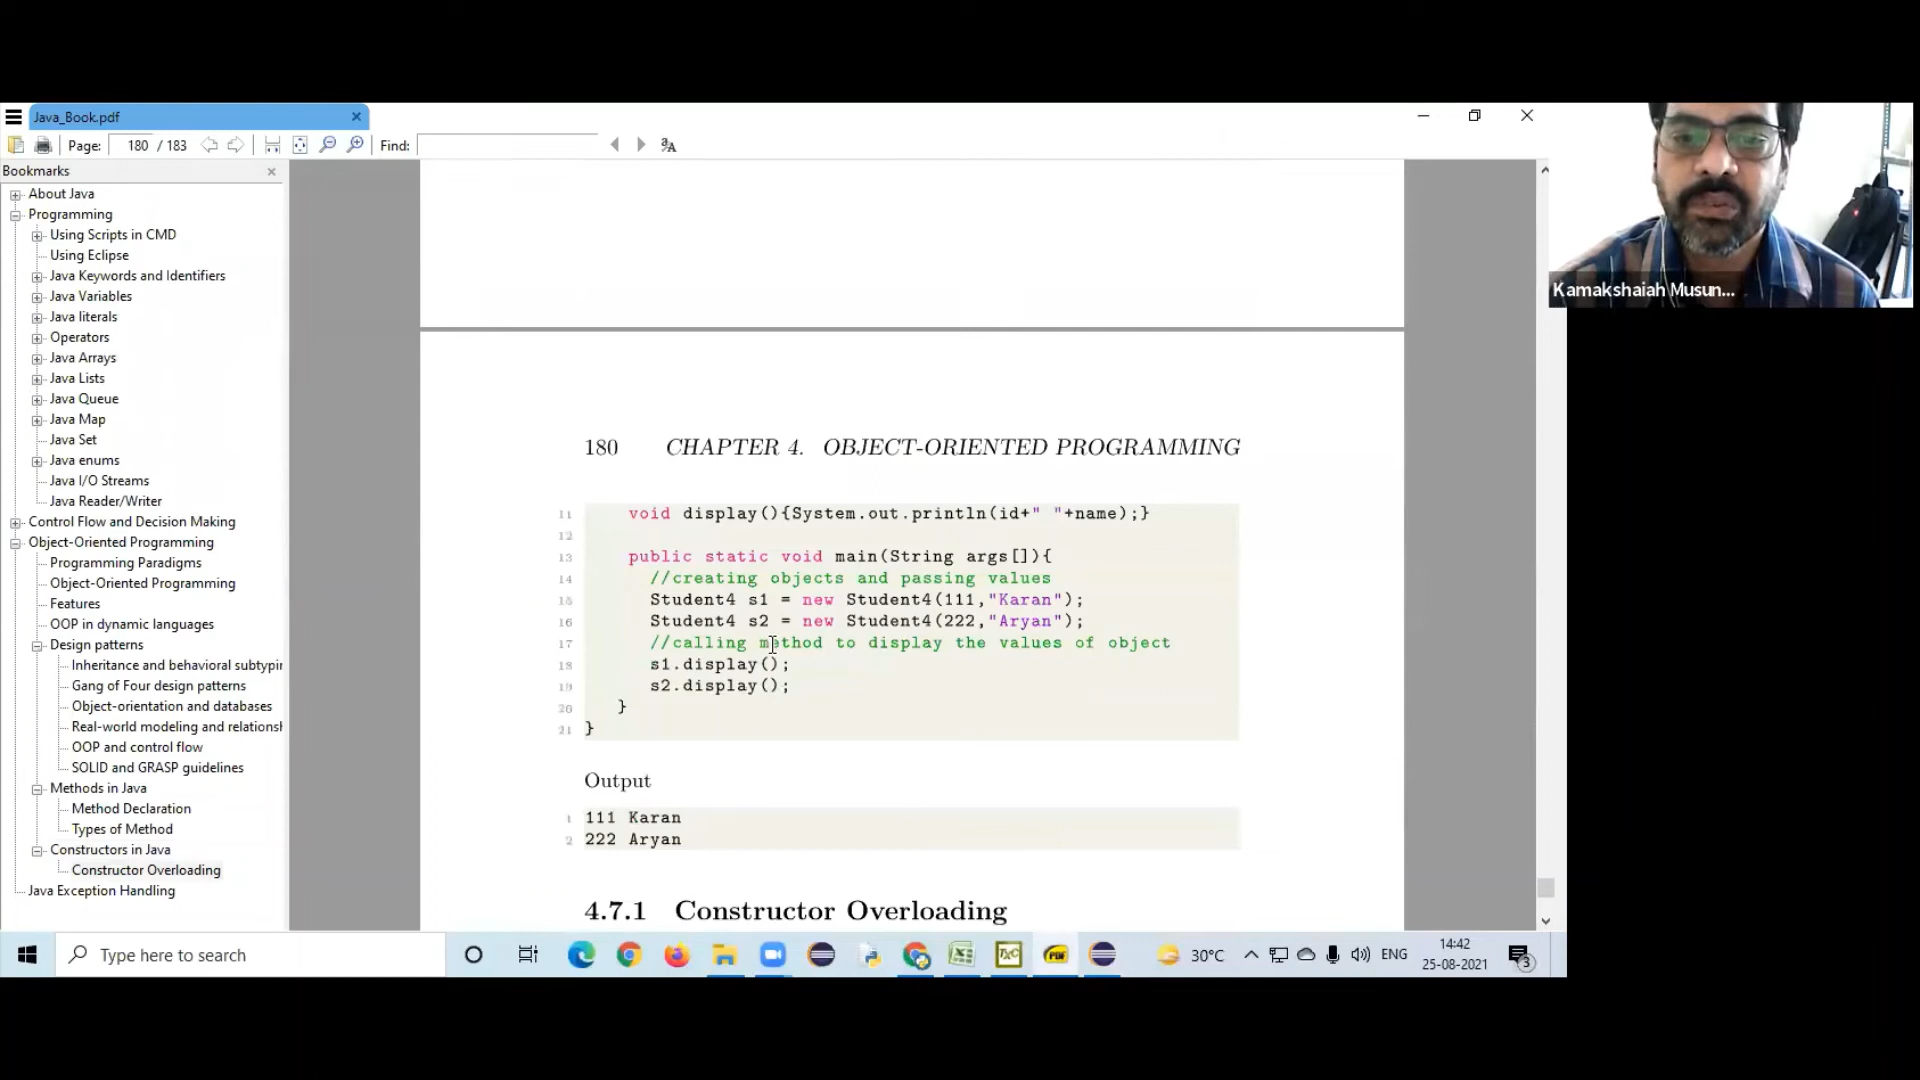 Java_Book.pdf
Page: 180 / 183 Find:
Bookmarks
About Java
Programming
Using Scripts in CMD
Using Eclipse
Java Keywords and Identifiers
Java Variables
Java literals
Operators
Java Arrays
Java Lists
Java Queue
Java Map
Java Set
Java enums
Java I/O Streams
Java Reader/Writer
Control Flow and Decision Making
Object-Oriented Programming
Programming Paradigms
Object-Oriented Programming
Features
OOP in dynamic languages
Design patterns
Inheritance and behavioral subtypin
Gang of Four design patterns
Object-orientation and databases
Real-world modeling and relationsh
OOP and control flow
SOLID and GRASP guidelines
Methods in Java
Method Declaration
Types of Method
Constructors in Java
Constructor Overloading
Java Exception Handling
180 CHAPTER 4. OBJECT-ORIENTED PROGRAMMING
11 void display(){System.out.println(id+" "+name);}
12
13 public static void main(String args[]){
14 //creating objects and passing values
15 Student4 s1 = new Student4(111,"Karan");
16 Student4 s2 = new Student4(222,"Aryan");
17 //calling method to display the values of object
18 s1.display();
19 s2.display();
20 }
21 }
Output
1 111 Karan
2 222 Aryan
4.7.1 Constructor Overloading
Kamakshaiah Musun...
Type here to search
30°C
ENG
14:42
25-08-2021
3